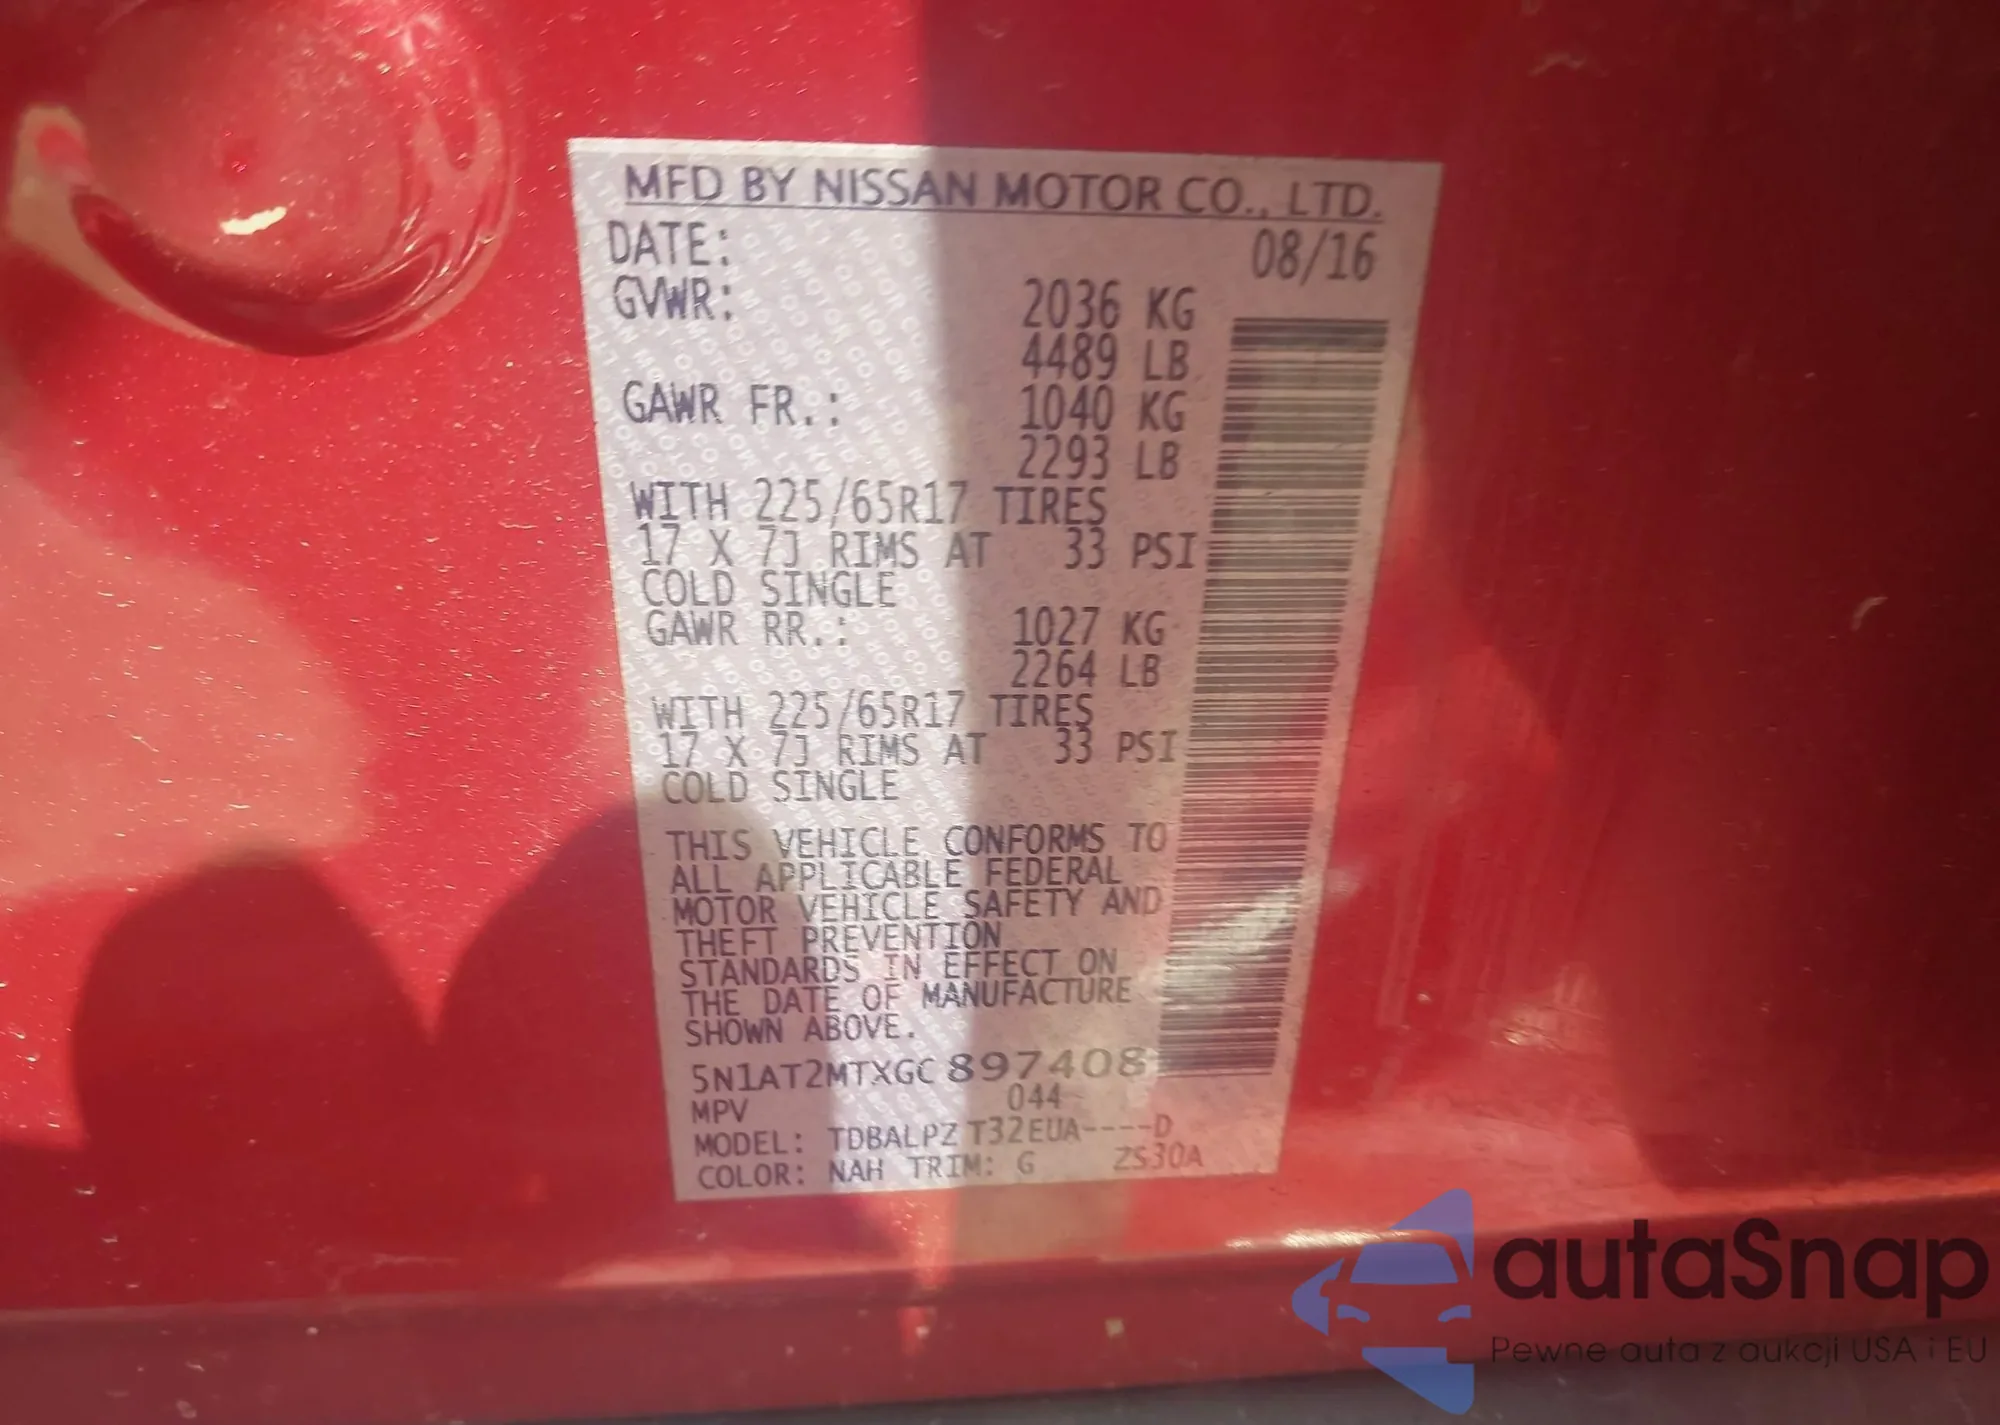 MFD BY NISSAN MOTOR CO., LTD.
DATE: 08/16
GVWR: 2036 KG
4489 LB
GAWR FR.: 1040 KG
2293 LB
WITH 225/65R17 TIRES
17 X 7J RIMS AT 33 PSI
COLD SINGLE
GAWR RR.: 1027 KG
2264 LB
WITH 225/65R17 TIRES
17 X 7J RIMS AT 33 PSI
COLD SINGLE
THIS VEHICLE CONFORMS TO
ALL APPLICABLE FEDERAL
MOTOR VEHICLE SAFETY AND
THEFT PREVENTION
STANDARDS IN EFFECT ON
THE DATE OF MANUFACTURE
SHOWN ABOVE.
5N1AT2MTXGC897408
MPV 044
MODEL: TDBALPZ T32EUA----D
COLOR: NAH TRIM: G ZS30A
autaSnap
Pewne auta z aukcji USA i EU